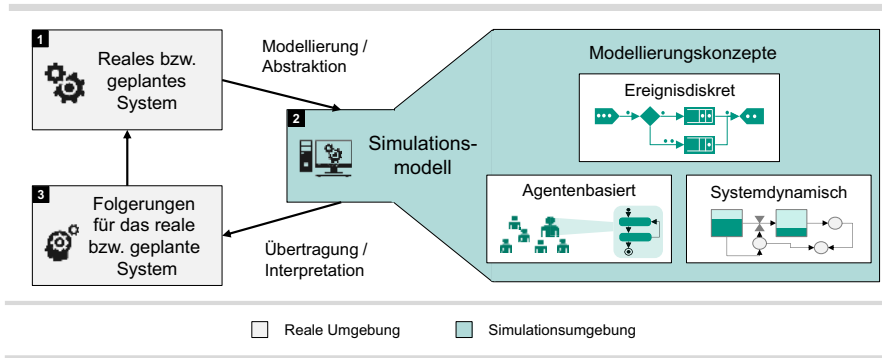 1
Reales bzw.
geplantes
System
Modellierung /
Abstraktion
2
Simulations-
modell
Modellierungskonzepte
Ereignisdiskret
Agentenbasiert
Systemdynamisch
3
Folgerungen
für das reale
bzw. geplante
System
Übertragung /
Interpretation
Reale Umgebung
Simulationsumgebung